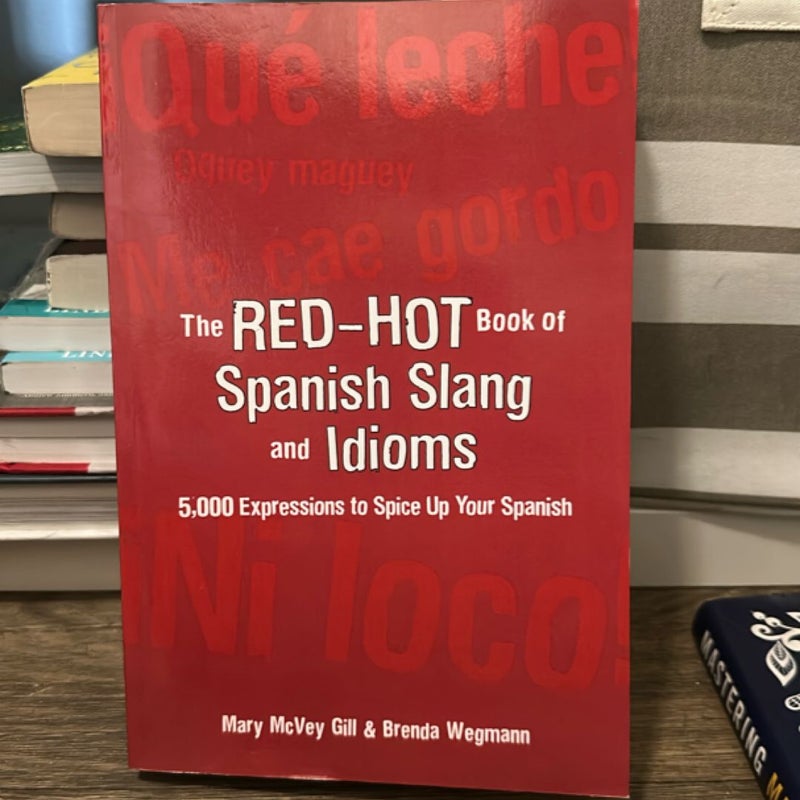 ¡Qué leche
Oquey maguey
Me cae gordo
The RED-HOT Book of
Spanish Slang
and Idioms
5,000 Expressions to Spice Up Your Spanish
¡Ni loco!
Mary McVey Gill & Brenda Wegmann
MASTERING